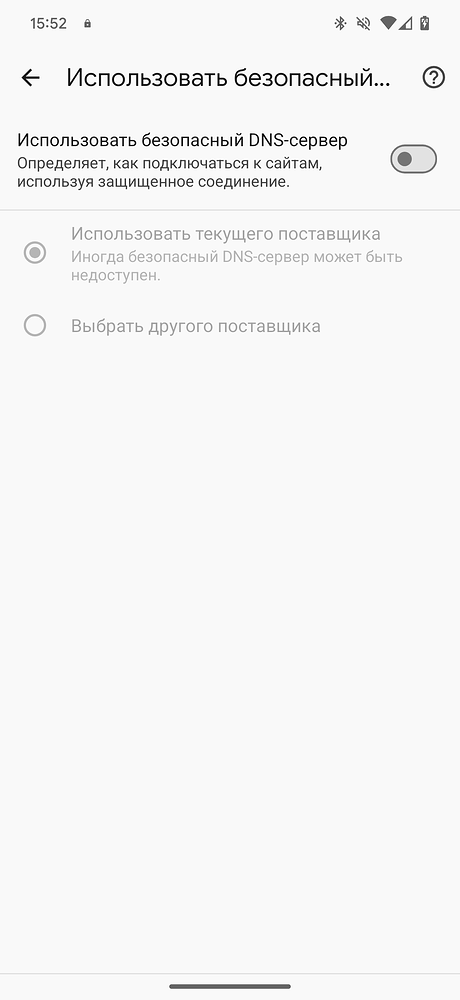 15:52
Использовать безопасный...
Использовать безопасный DNS-сервер
Определяет, как подключаться к сайтам,
используя защищенное соединение.
Использовать текущего поставщика
Иногда безопасный DNS-сервер может быть
недоступен.
Выбрать другого поставщика